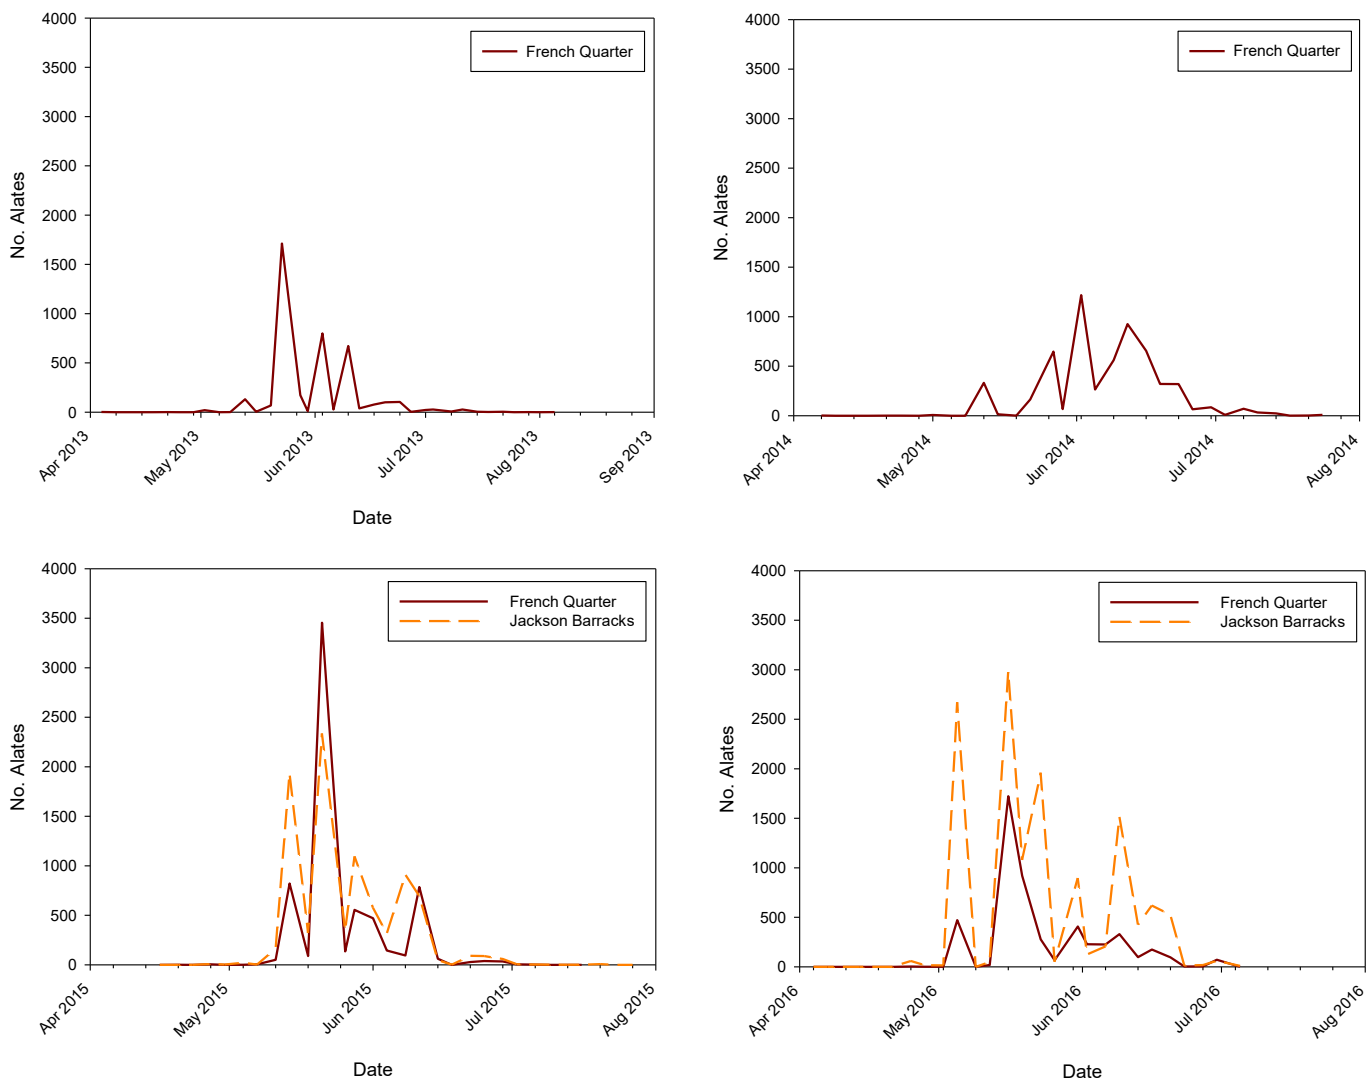 4000
3500
3000
2500
2000
1500
1000
500
0
No. Alates
French Quarter
Apr 2013
May 2013
Jun 2013
Jul 2013
Aug 2013
Sep 2013
Date
4000
3500
3000
2500
2000
1500
1000
500
0
No. Alates
French Quarter
Apr 2014
May 2014
Jun 2014
Jul 2014
Aug 2014
4000
3500
3000
2500
2000
1500
1000
500
0
No. Alates
French Quarter
Jackson Barracks
Apr 2015
May 2015
Jun 2015
Jul 2015
Aug 2015
Date
4000
3500
3000
2500
2000
1500
1000
500
0
No. Alates
French Quarter
Jackson Barracks
Apr 2016
May 2016
Jun 2016
Jul 2016
Aug 2016
Date